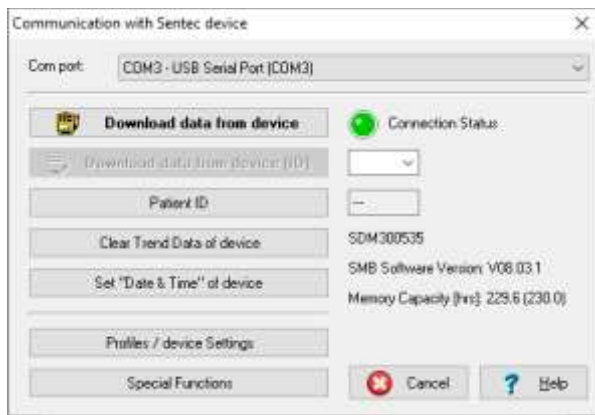 Communication with Sentec device
Com port: COM3 - USB Serial Port (COM3)
Download data from device
Connection Status
Download data from device (ID)
Patient ID
---
Clear Trend Data of device
SDM300535
SMB Software Version: V08.03.1
Set "Date & Time" of device
Memory Capacity [hrs]: 229.6 (230.0)
Profiles / device Settings
Special Functions
Cancel
Help